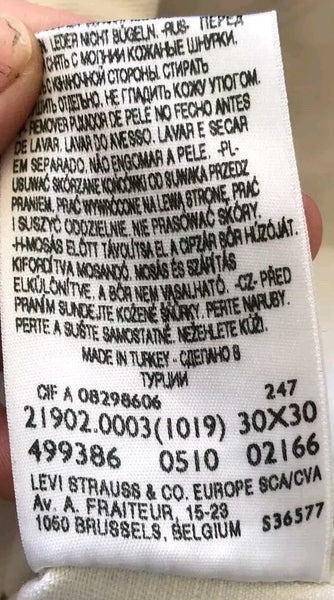 LEDER NICHT BÜGELN. -RUS- ПЕРЕД
СНЯТЬ С МОЛНИИ КОЖАНЫЕ ШНУРКИ.
СТОРОНЫ. СТИРАТЬ
ОТДЕЛЬНО. НЕ ГЛАДИТЬ КОЖУ УТЮГОМ.
REMOVER PUXADOR DE PELE NO FECHO ANTES
DE LAVAR. LAVAR DO AVESSO. LAVAR E SECAR
EM SEPARADO. NÃO ENGOMAR A PELE. -PL-
USUWAĆ SKÓRZANE KOŃCÓWKI OD SUWAKA PRZEDZ
PRANIEM. PRAĆ WYWRÓCONE NA LEWĄ STRONĘ, PRAĆ
I SUSZYĆ ODDZIELNIE. NIE PRASOWAĆ SKÓRY.
-H-MOSÁS ELŐTT TÁVOLÍTSA EL A CIPZÁR BŐR HÚZÓJÁT.
KIFORDÍTVA MOSANDÓ. MOSÁS ÉS SZÁRÍTÁS
ELKÜLÖNÍTVE. A BŐR NEM VASALHATÓ. -CZ- PŘED
PRANÍM SUNDEJTE KOŽENÉ ŠŇŮRKY. PERTE NARUBY.
PERTE A SUŠTE SAMOSTATNĚ. NEŽEHLETE KŮŽI.
MADE IN TURKEY - СДЕЛАНО В
ТУРЦИИ
CIF A 08298606 247
21902.0003(1019) 30X30
499386 0510 02166
LEVI STRAUSS & CO. EUROPE SCA/CVA
Av. A. FRAITEUR, 15-23
1050 BRUSSELS, BELGIUM S36577